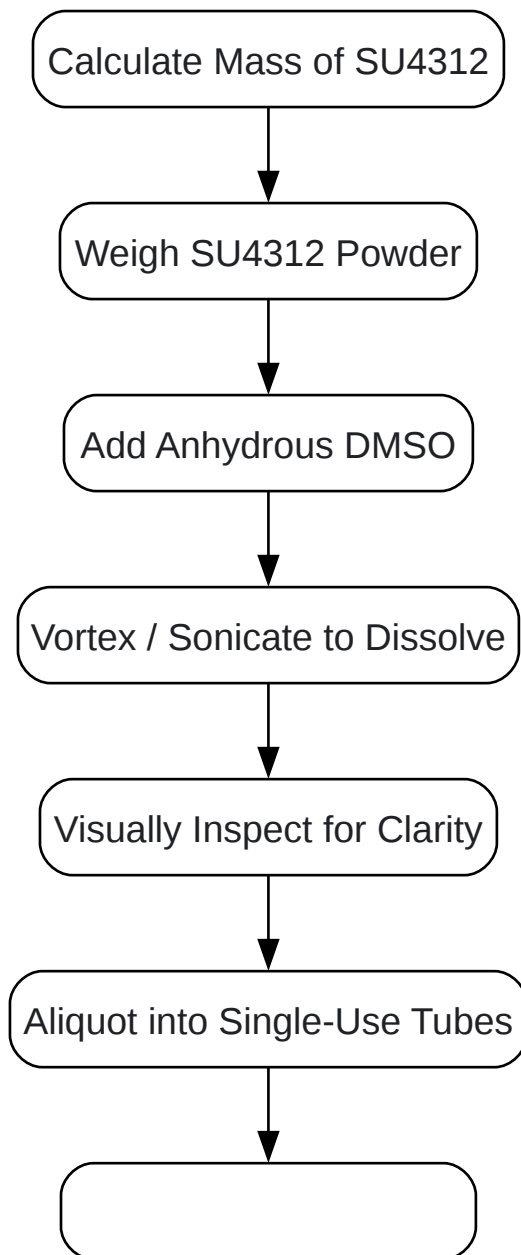 Calculate Mass of SU4312
Weigh SU4312 Powder
Add Anhydrous DMSO
Vortex / Sonicate to Dissolve
Visually Inspect for Clarity
Aliquot into Single-Use Tubes